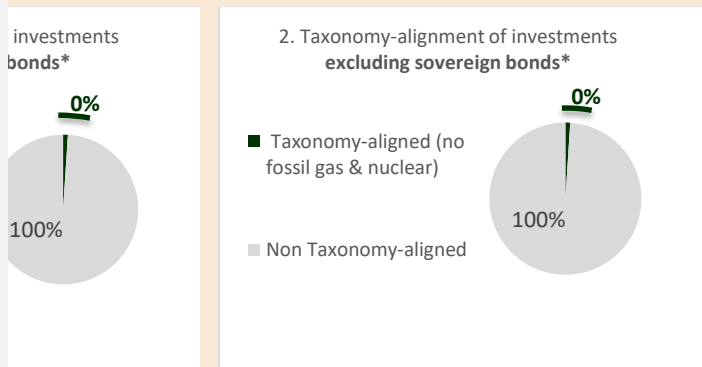 investments
bonds*
0%
100%
2. Taxonomy-alignment of investments
excluding sovereign bonds*
0%
Taxonomy-aligned (no
fossil gas & nuclear)
100%
Non Taxonomy-aligned